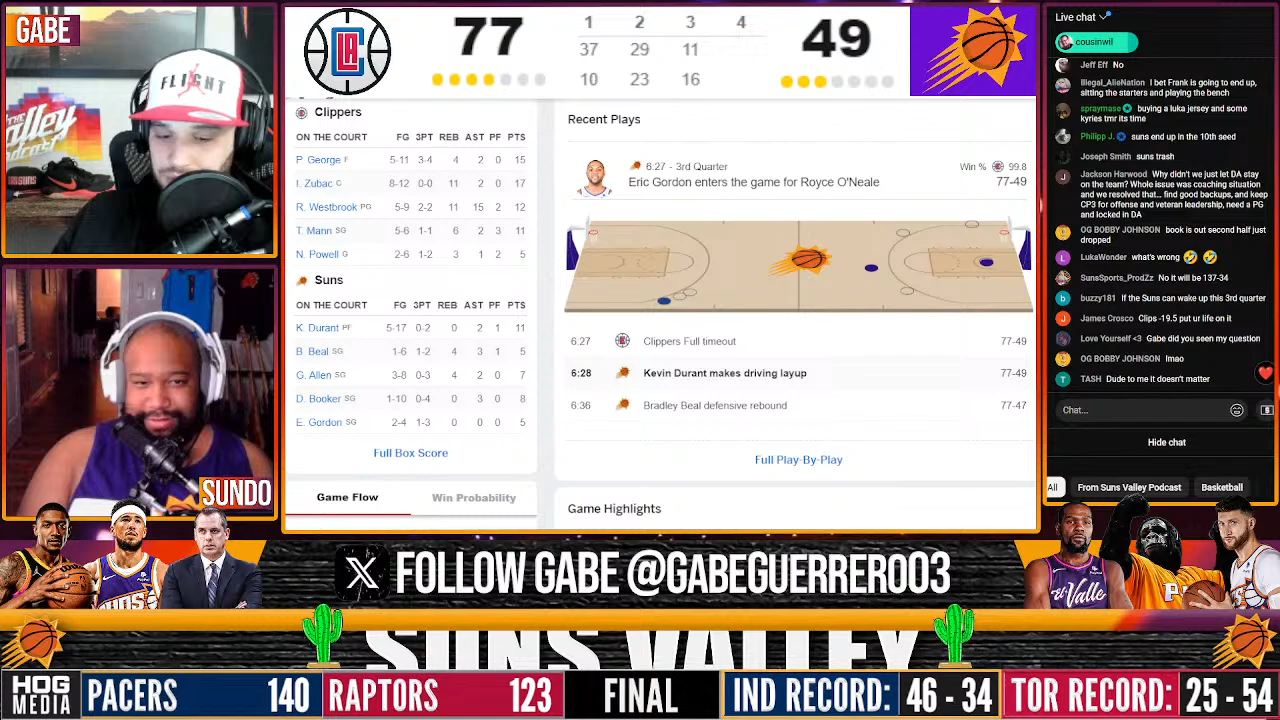 GABE
FLIGHT
The Valley
Podcast
SUNDO
LA
77
1 2 3 4
37 29 11
10 23 16
49
Clippers
ON THE COURT FG 3PT REB AST PF PTS
P. George F 5-11 3-4 4 2 0 15
I. Zubac C 8-12 0-0 11 2 0 17
R. Westbrook PG 5-9 2-2 11 15 2 12
T. Mann SG 5-6 1-1 6 2 3 11
N. Powell G 2-6 1-2 3 1 2 5
Suns
ON THE COURT FG 3PT REB AST PF PTS
K. Durant PF 5-17 0-2 0 2 1 11
B. Beal SG 1-6 1-2 4 3 1 5
G. Allen SG 3-8 0-3 4 2 0 7
D. Booker SG 1-10 0-4 0 3 0 8
E. Gordon SG 2-4 1-3 0 0 0 5
Full Box Score
Game Flow Win Probability
Recent Plays
6:27 - 3rd Quarter
Win % 99.8
Eric Gordon enters the game for Royce O'Neale 77-49
6:27 Clippers Full timeout 77-49
6:28 Kevin Durant makes driving layup 77-49
6:36 Bradley Beal defensive rebound 77-47
Full Play-By-Play
Game Highlights
Live chat
cousinwil
Jeff Eff No
Illegal_AlieNation I bet Frank is going to end up,
sitting the starters and playing the bench
spraymase buying a luka jersey and some
kyries tmr its time
Philipp J. suns end up in the 10th seed
Joseph Smith suns trash
Jackson Harwood Why didn't we just let DA stay
on the team? Whole issue was coaching situation
and we resolved that... find good backups, and keep
CP3 for offense and veteran leadership, need a PG
and locked in DA
OG BOBBY JOHNSON book is out second half just
dropped
LukaWonder what's wrong 🤣 🤣
SunsSports_ProdZz No it will be 137-34
buzzy181 If the Suns can wake up this 3rd quarter
James Crosco Clips -19.5 put ur life on it
Love Yourself <3 Gabe did you seen my question
OG BOBBY JOHNSON lmao
TASH Dude to me it doesn't matter
Chat...
Hide chat
All From Suns Valley Podcast Basketball
FOLLOW GABE @GABEGUERRERO03
SUNS VALLEY
HOG
MEDIA
PACERS 140 RAPTORS 123 FINAL IND RECORD: 46 - 34 TOR RECORD: 25 - 54